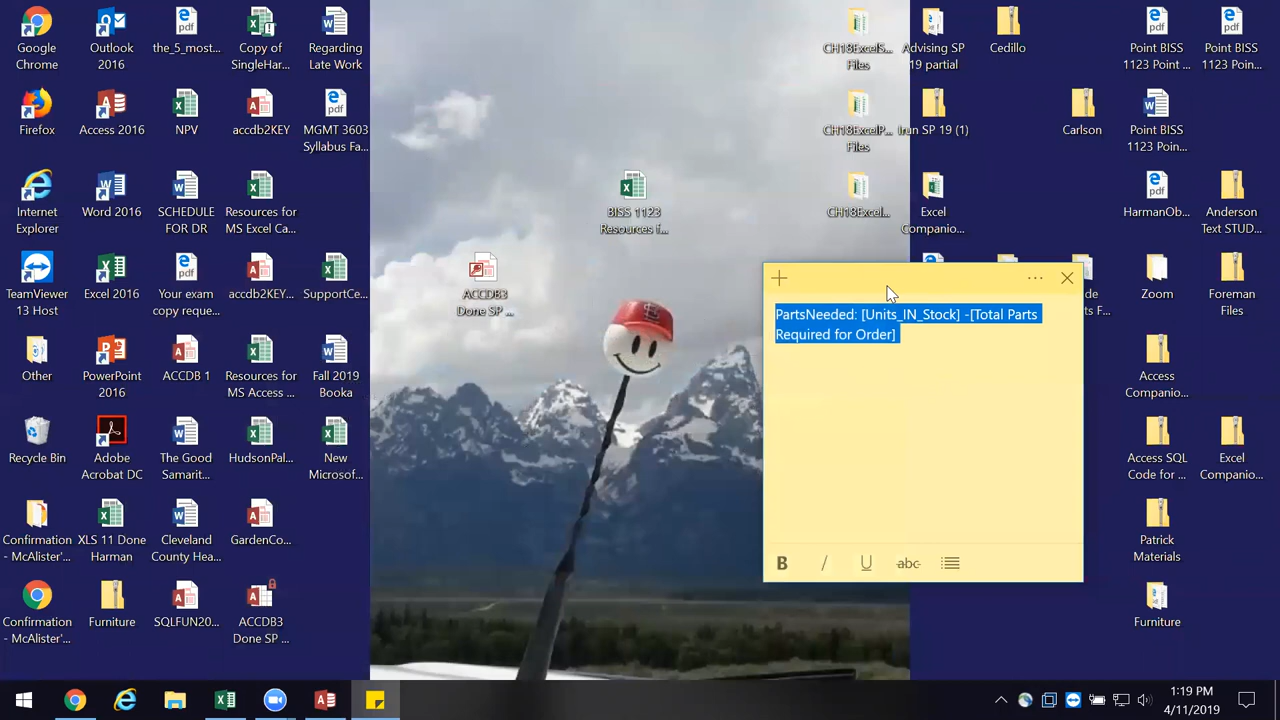 Google
Chrome
Outlook
2016
the_5_most...
Copy of
SingleHar...
Regarding
Late Work
Firefox
Access 2016
NPV
accdb2KEY
MGMT 3603
Syllabus Fa...
Internet
Explorer
Word 2016
SCHEDULE
FOR DR
Resources for
MS Excel Ca...
TeamViewer
13 Host
Excel 2016
Your exam
copy reque...
accdb2KEY...
SupportCe...
Other
PowerPoint
2016
ACCDB 1
Resources for
MS Access ...
Fall 2019
Booka
Recycle Bin
Adobe
Acrobat DC
The Good
Samarit...
HudsonPal...
New
Microsof...
Confirmation
- McAlister'...
XLS 11 Done
Harman
Cleveland
County Hea...
GardenCo...
Confirmation
- McAlister'...
Furniture
SQLFUN20...
ACCDB3
Done SP ...
BISS 1123
Resources f...
ACCDB3
Done SP ...
CH18ExcelS...
Files
Advising SP
19 partial
Cedillo
Point BISS
1123 Point ...
Point BISS
1123 Poin...
CH18ExcelP...
Files
Irun SP 19 (1)
Carlson
Point BISS
1123 Poin...
CH18Excel...
Excel
Companio...
HarmanOb...
Anderson
Text STUD...
Zoom
Foreman
Files
Access
Companio...
Access SQL
Code for ...
Excel
Companio...
Patrick
Materials
Furniture
PartsNeeded: [Units_IN_Stock] -[Total Parts
Required for Order]
B / U abc
1:19 PM
4/11/2019